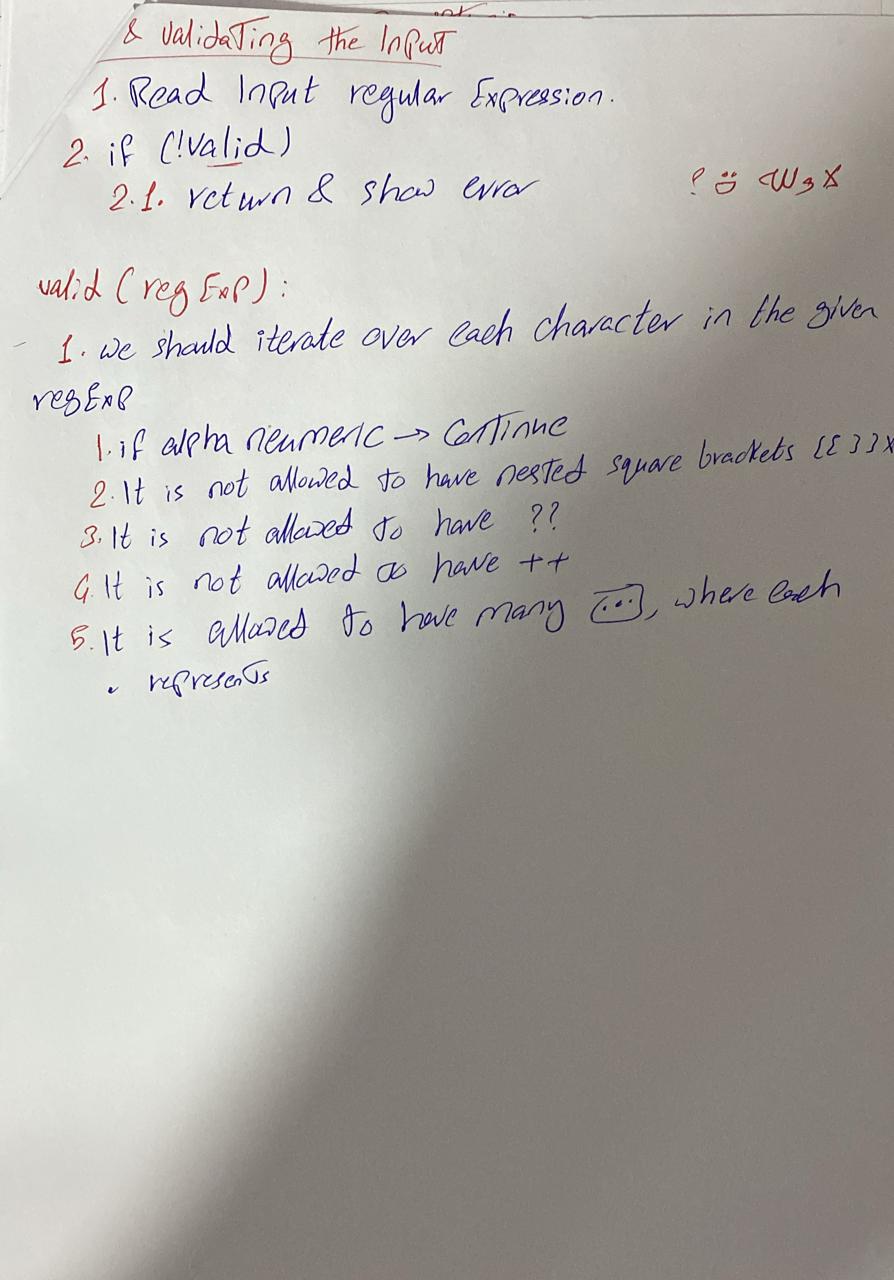 & validating the Input
1. Read Input regular Expression.
2. if (!valid)
2.1. return & show error
valid (regExp):
1. we should iterate over each character in the given
regExp
1. if alpha neumeric → Continue
2. It is not allowed to have nested square brackets [[ ]] x
3. It is not allowed to have ??
4. It is not allowed to have ++
5. It is allowed to have many [...], where each
. represents